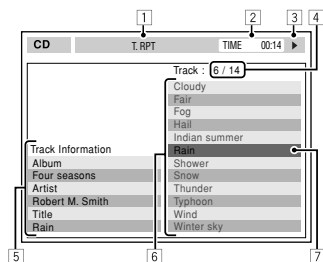 1 2 3 4
CD T. RPT TIME 00:14
Track : 6 / 14
Cloudy
Fair
Fog
Hail
Indian summer
Rain
Shower
Snow
Thunder
Typhoon
Wind
Winter sky
Track Information
Album
Four seasons
Artist
Robert M. Smith
Title
Rain
5 6 7